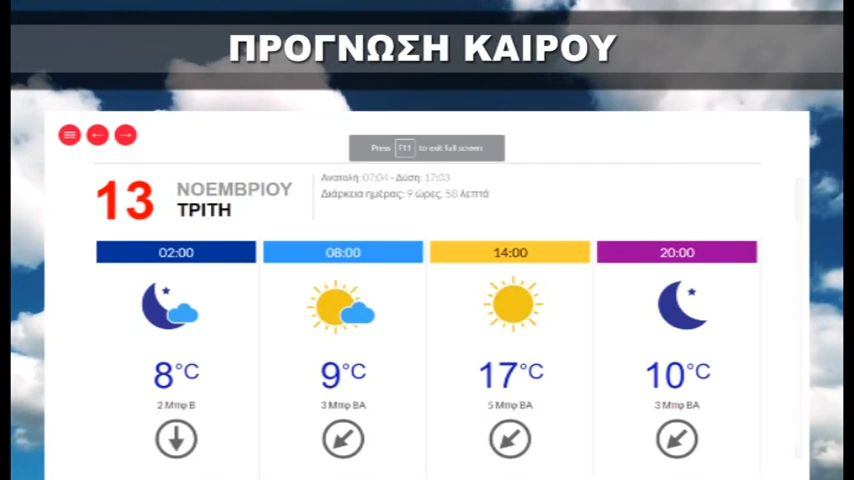 ΠΡΟΓΝΩΣΗ ΚΑΙΡΟΥ
Press F11 to exit full screen
13
ΝΟΕΜΒΡΙΟΥ
ΤΡΙΤΗ
Ανατολή: 07:04 - Δύση: 17:03
Διάρκεια ημέρας: 9 ώρες, 58 λεπτά
02:00 08:00 14:00 20:00
8°C 9°C 17°C 10°C
2 Μπφ Β 3 Μπφ ΒΑ 5 Μπφ ΒΑ 3 Μπφ ΒΑ